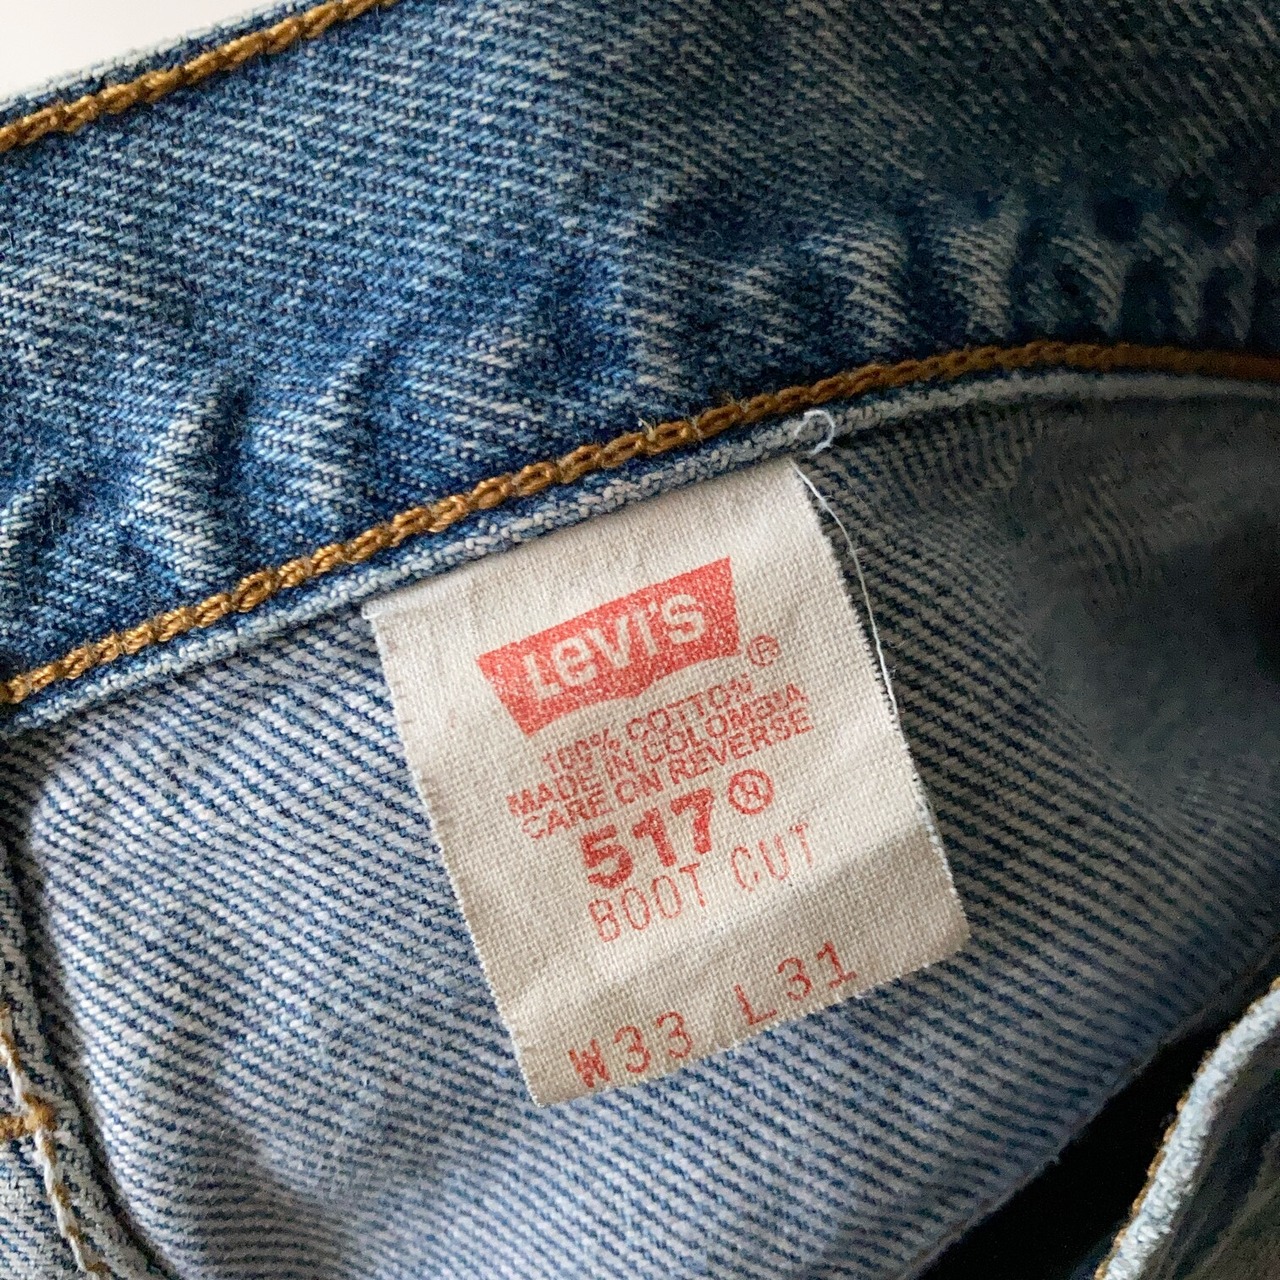 Levi's ®
100% COTTON
MADE IN COLOMBIA
CARE ON REVERSE
517 ®
BOOT CUT
W33 L31